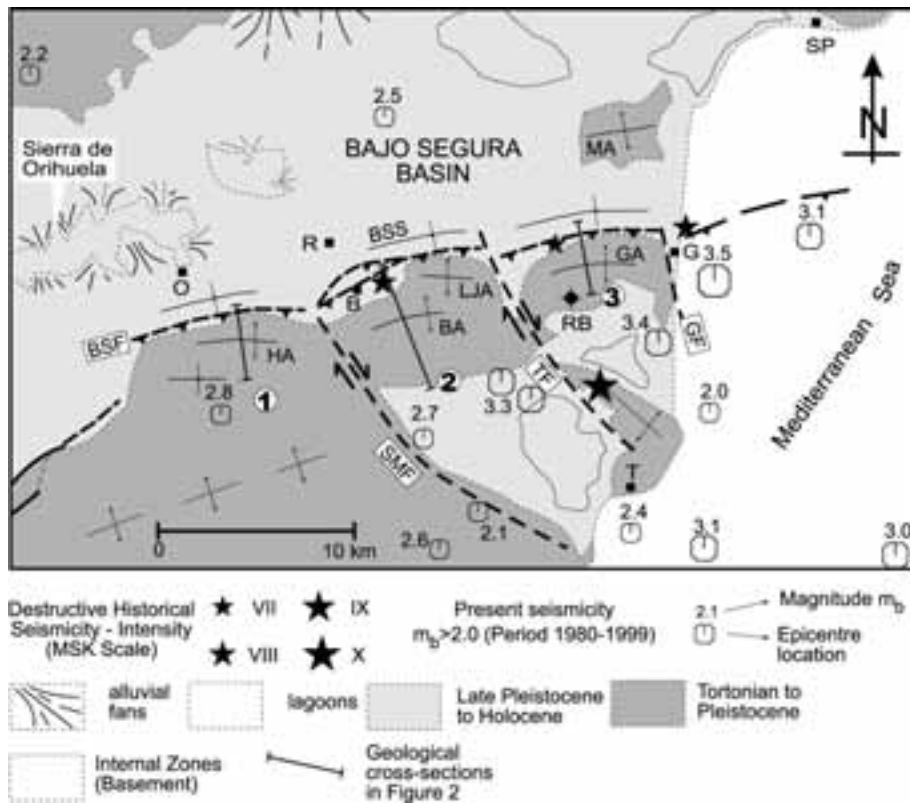 SP
2.2
2.5
N
MA
BAJO SEGURA
BASIN
Sierra de
Orihuela
3.1
R
BSS
G
3.5
GA
O
LJA
3
B
RB
3.4
GF
BSF
HA
BA
TF
2
2.8
1
3.3
2.0
2.7
Mediterranean Sea
SMF
T
2.4
2.1
2.6
3.1
3.0
0
10 km
Destructive Historical
Seismicity - Intensity
(MSK Scale)
VII
IX
VIII
X
Present seismicity
mb>2.0 (Period 1980-1999)
2.1
Magnitude mb
Epicentre
location
alluvial
fans
lagoons
Late Pleistocene
to Holocene
Tortonian to
Pleistocene
Internal Zones
(Basement)
Geological
cross-sections
in Figure 2